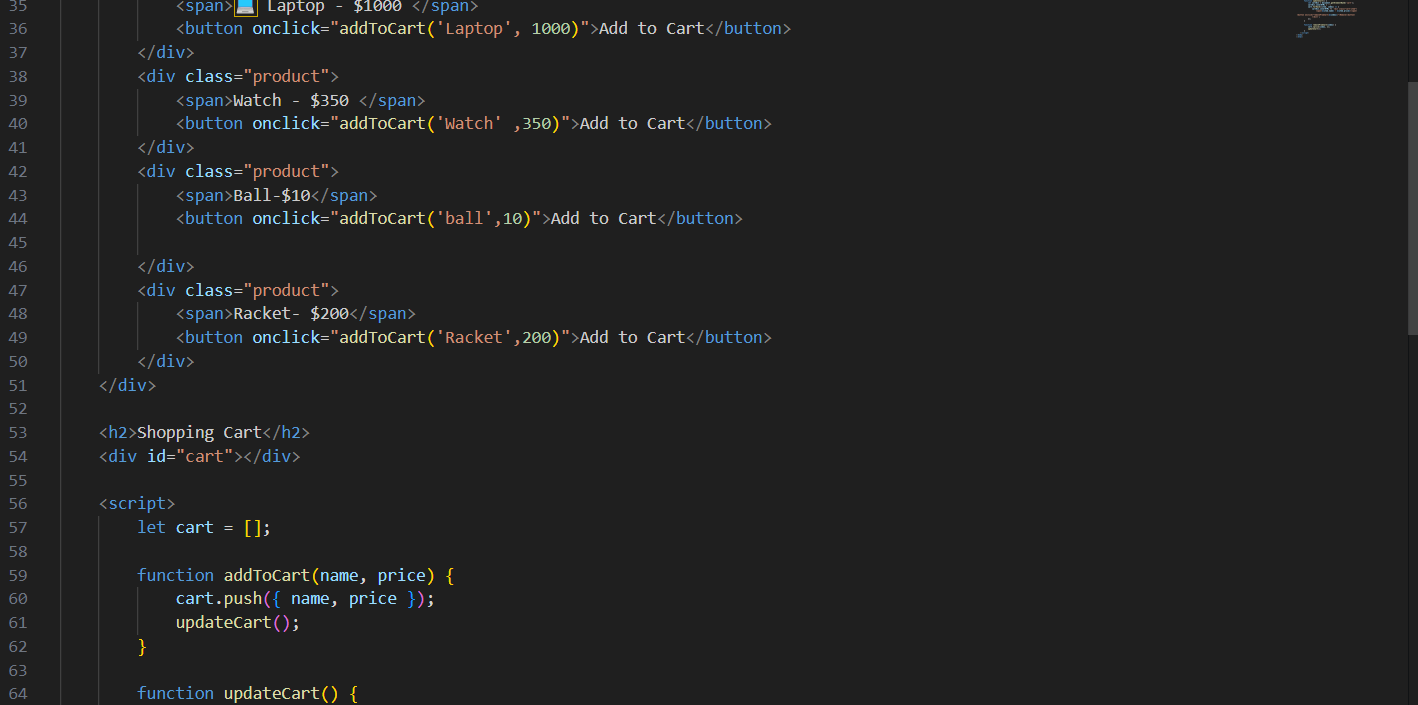 35 <span>💻 Laptop - $1000 </span>
36 <button onclick="addToCart('Laptop', 1000)">Add to Cart</button>
37 </div>
38 <div class="product">
39 <span>Watch - $350 </span>
40 <button onclick="addToCart('Watch' ,350)">Add to Cart</button>
41 </div>
42 <div class="product">
43 <span>Ball-$10</span>
44 <button onclick="addToCart('ball',10)">Add to Cart</button>
45
46 </div>
47 <div class="product">
48 <span>Racket- $200</span>
49 <button onclick="addToCart('Racket',200)">Add to Cart</button>
50 </div>
51 </div>
52
53 <h2>Shopping Cart</h2>
54 <div id="cart"></div>
55
56 <script>
57 let cart = [];
58
59 function addToCart(name, price) {
60 cart.push({ name, price });
61 updateCart();
62 }
63
64 function updateCart() {